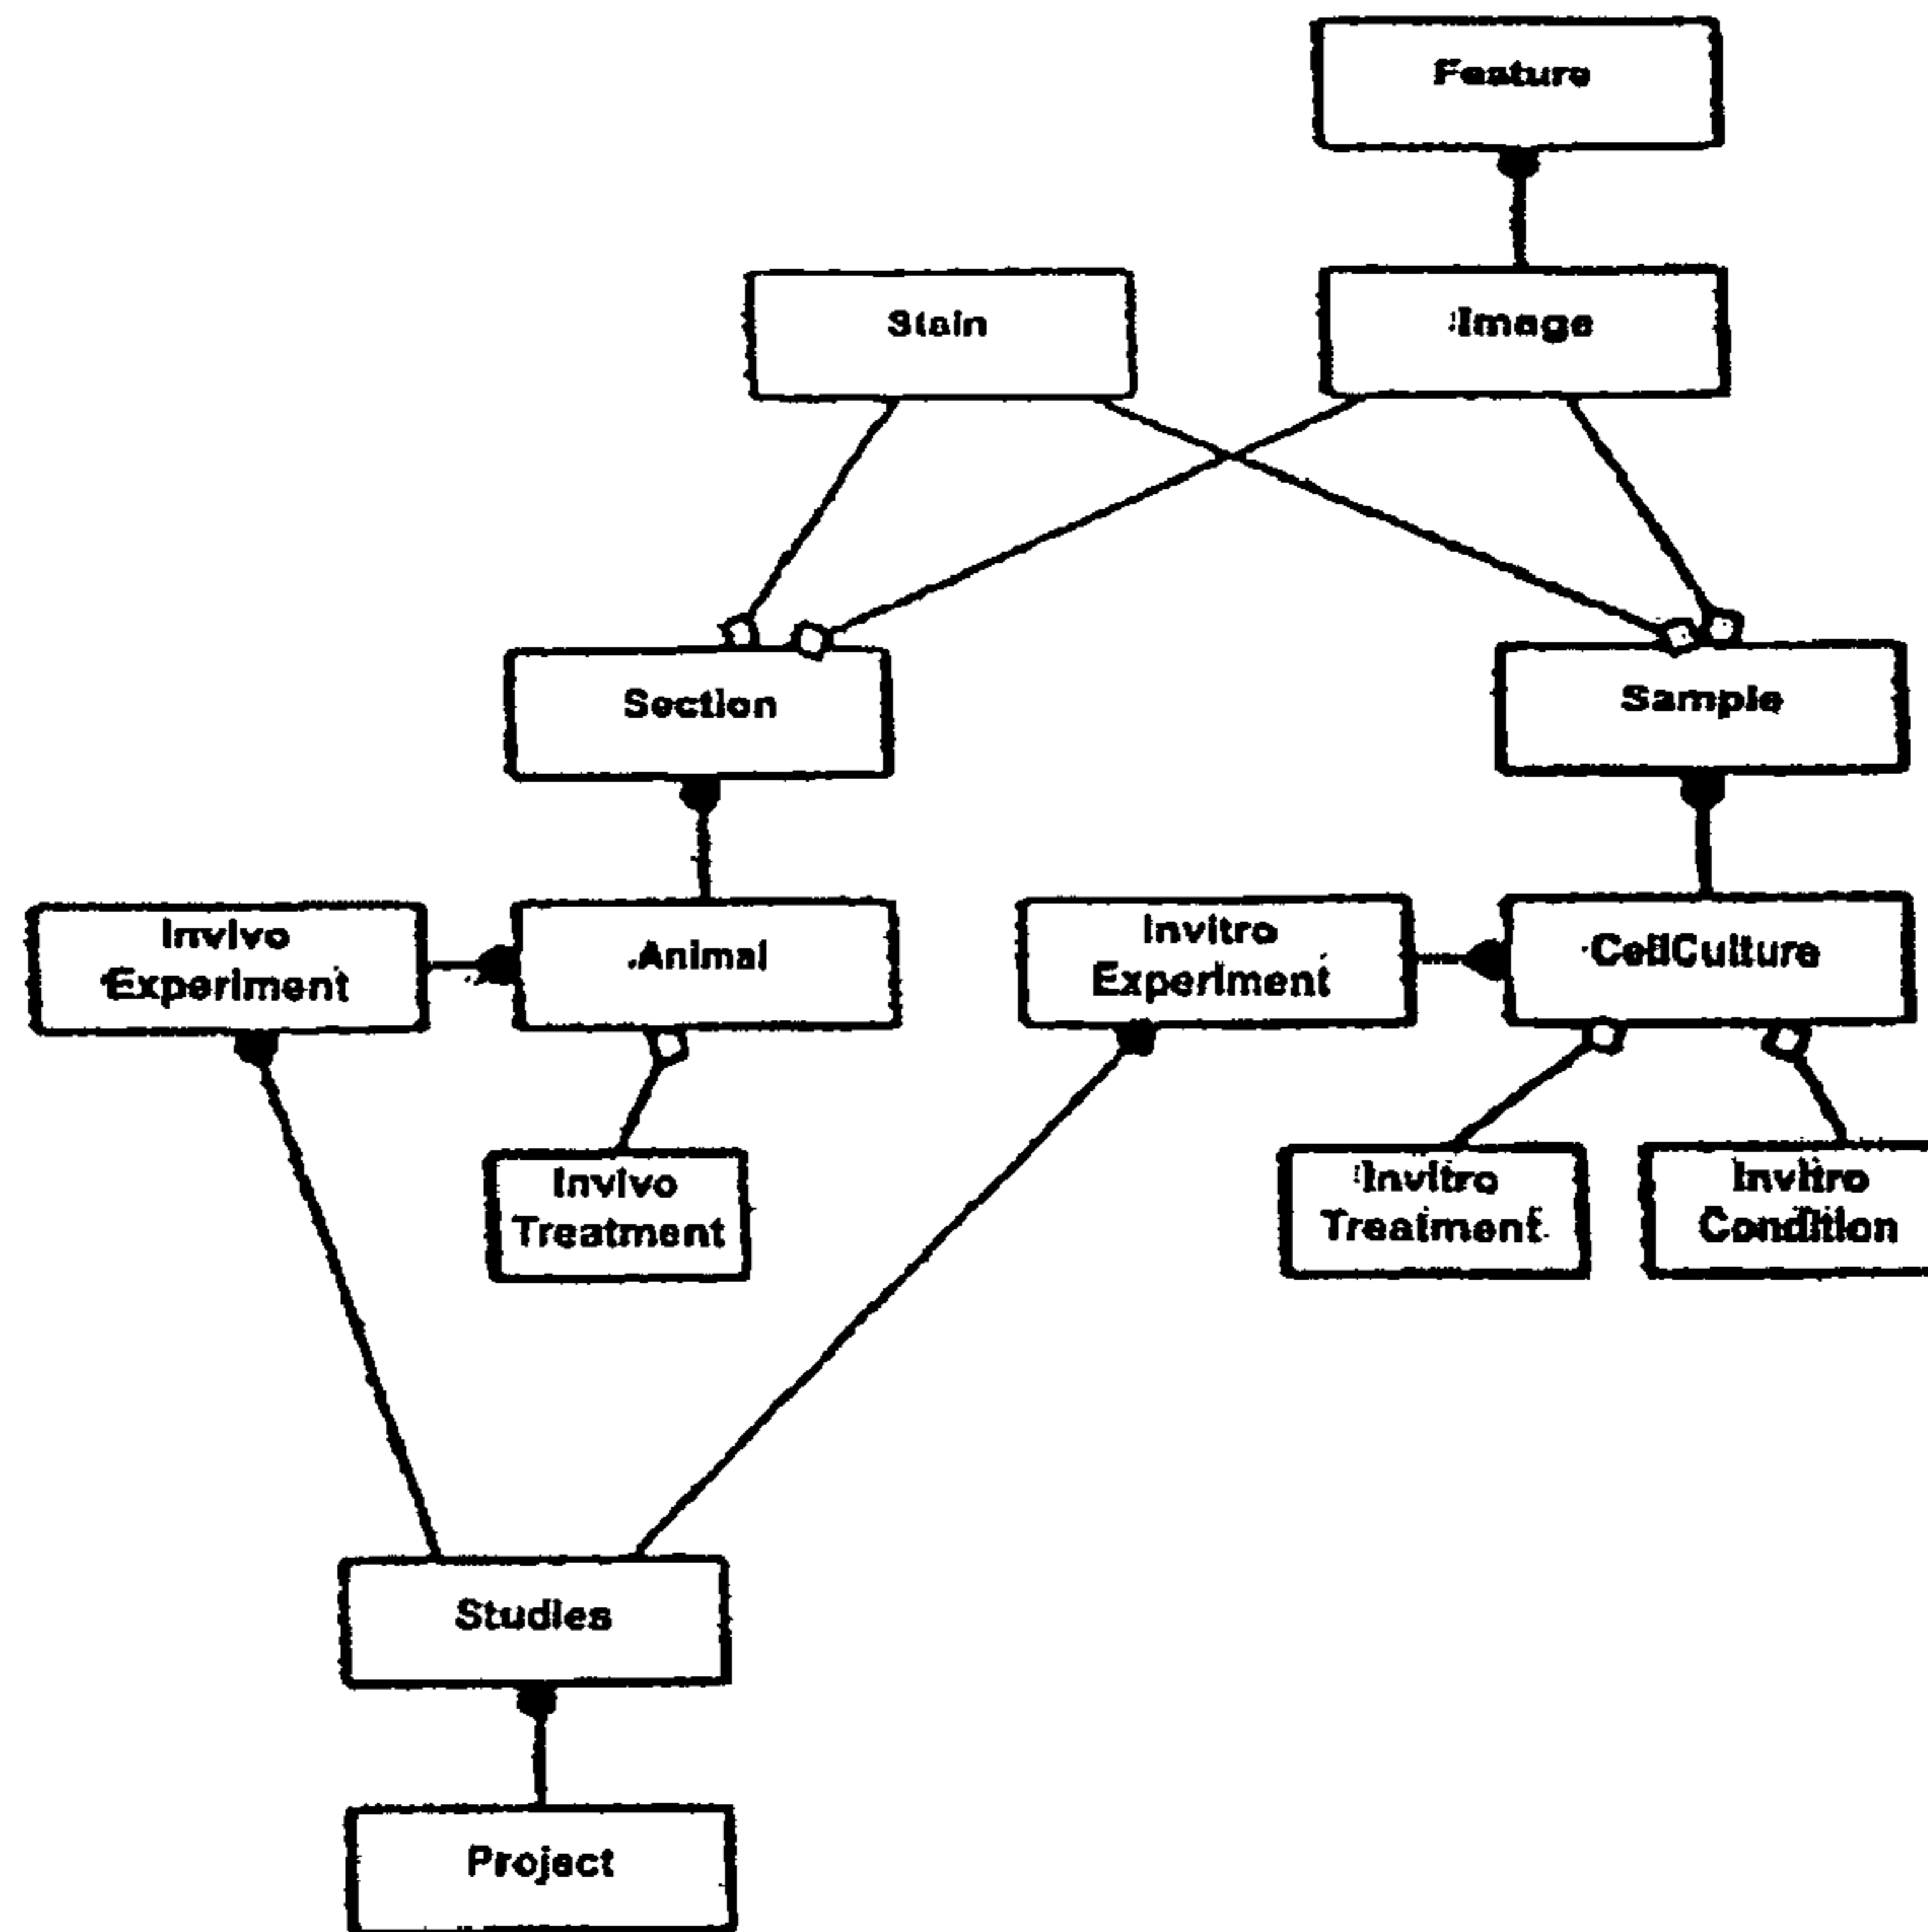 Feature
Stain
Image
Section
Sample
Invivo
Experiment
Animal
Invitro
Experiment
CellCulture
Invivo
Treatment
Invitro
Treatment
Invitro
Condition
Studies
Project